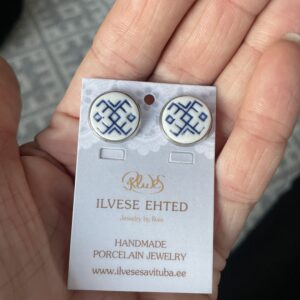 ILVESE EHTED
Jewelry by Ilves
HANDMADE
PORCELAIN JEWELRY
www.ilvesesavituba.ee